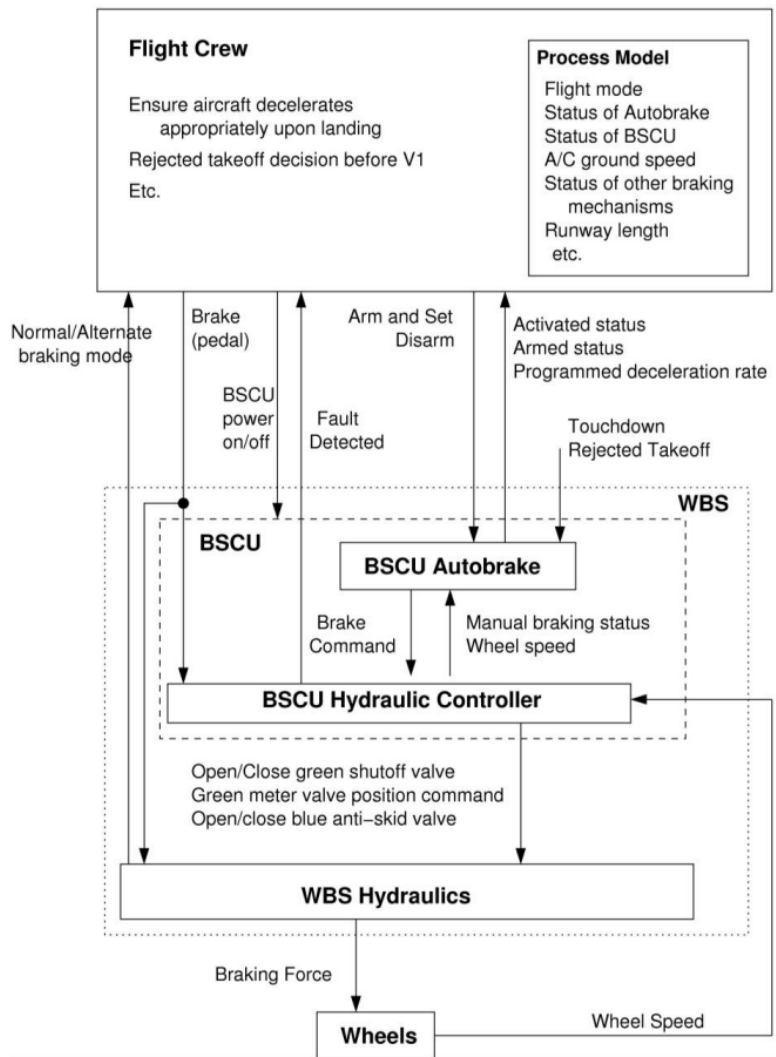 Flight Crew
Ensure aircraft decelerates
appropriately upon landing
Rejected takeoff decision before V1
Etc.
Process Model
Flight mode
Status of Autobrake
Status of BSCU
A/C ground speed
Status of other braking
mechanisms
Runway length
etc.
Normal/Alternate
braking mode
Brake
(pedal)
BSCU
power
on/off
Fault
Detected
Arm and Set
Disarm
Activated status
Armed status
Programmed deceleration rate
Touchdown
Rejected Takeoff
WBS
BSCU
BSCU Autobrake
Brake
Command
Manual braking status
Wheel speed
BSCU Hydraulic Controller
Open/Close green shutoff valve
Green meter valve position command
Open/close blue anti−skid valve
WBS Hydraulics
Braking Force
Wheels
Wheel Speed